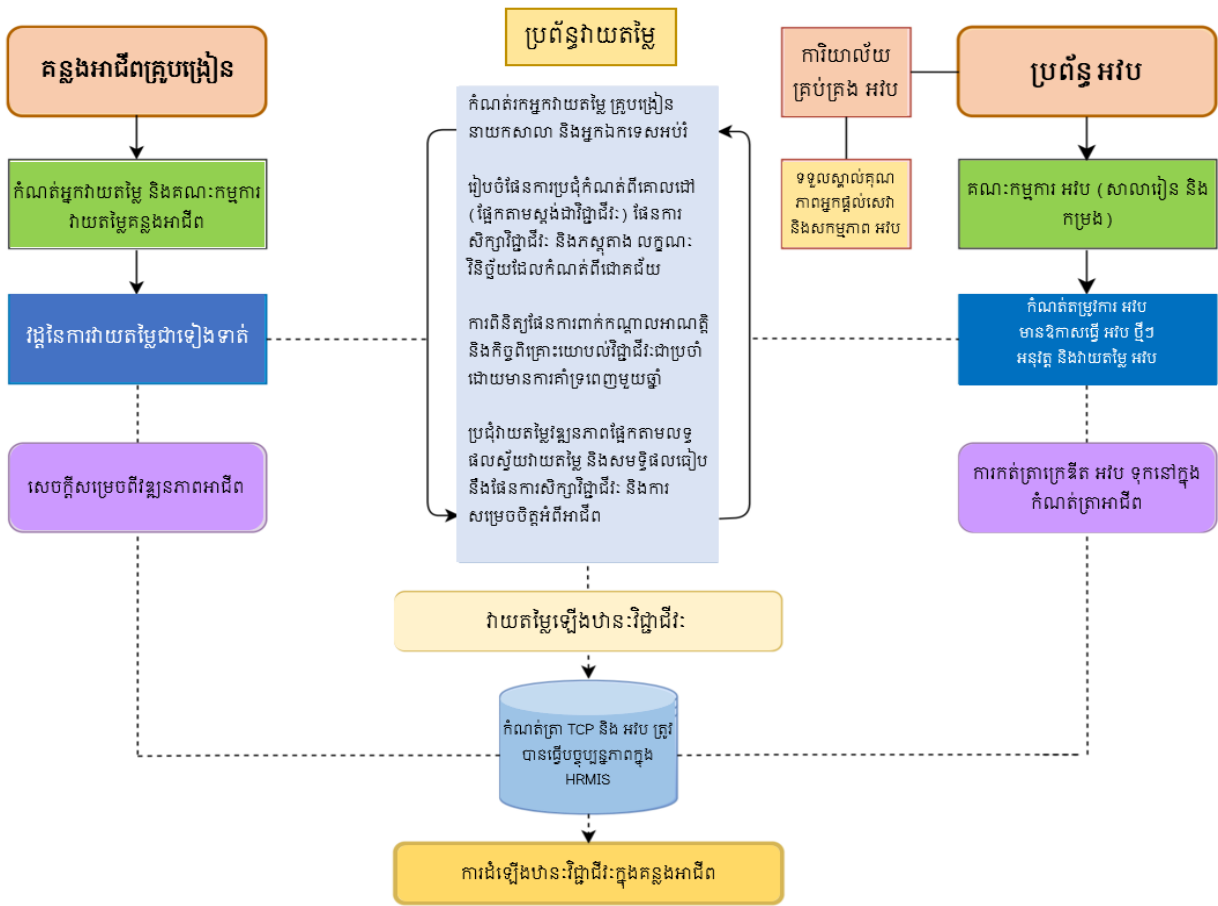 គន្លងអាជីពគ្រូបង្រៀន
កំណត់អ្នកវាយតម្លៃ និងគណៈកម្មការ
វាយតម្លៃគន្លងអាជីព
វដ្តនៃការវាយតម្លៃជាទៀងទាត់
សេចក្តីសម្រេចពីវឌ្ឍនភាពអាជីព
ប្រព័ន្ធវាយតម្លៃ
កំណត់រកអ្នកវាយតម្លៃ គ្រូបង្រៀន
នាយកសាលា និងអ្នកឯកទេសអប់រំ
រៀបចំផែនការប្រជុំកំណត់ពីគោលដៅ
(ផ្អែកតាមស្តង់ដាវិជ្ជាជីវៈ) ផែនការ
សិក្សាវិជ្ជាជីវៈ និងភស្តុតាង លក្ខណៈ
វិនិច្ឆ័យដែលកំណត់ពីជោគជ័យ
ការពិនិត្យផែនការពាក់កណ្តាលអាណត្តិ
និងកិច្ចពិគ្រោះយោបល់វិជ្ជាជីវៈជាប្រចាំ
ដោយមានការគាំទ្រពេញមួយឆ្នាំ
ប្រជុំវាយតម្លៃវឌ្ឍនភាពផ្អែកតាមលទ្ធ
ផលស្វ័យវាយតម្លៃ និងសមទ្ធិផលធៀប
នឹងផែនការសិក្សាវិជ្ជាជីវៈ និងការ
សម្រេចចិត្តអំពីអាជីព
ការិយាល័យ
គ្រប់គ្រង អវប
ទទួលស្គាល់គុណ
ភាពអ្នកផ្តល់សេវា
និងសកម្មភាព អវប
ប្រព័ន្ធ អវប
គណៈកម្មការ អវប (សាលារៀន និង
កម្រង)
កំណត់តម្រូវការ អវប
មានឱកាសធ្វើ អវប ថ្មីៗ
អនុវត្ត និងវាយតម្លៃ អវប
ការកត់ត្រាក្រេឌីត អវប ទុកនៅក្នុង
កំណត់ត្រាអាជីព
វាយតម្លៃឡើងឋានៈវិជ្ជាជីវៈ
កំណត់ត្រា TCP និង អវប ត្រូវ
បានធ្វើបច្ចុប្បន្នភាពក្នុង
HRMIS
ការដំឡើងឋានៈវិជ្ជាជីវៈក្នុងគន្លងអាជីព